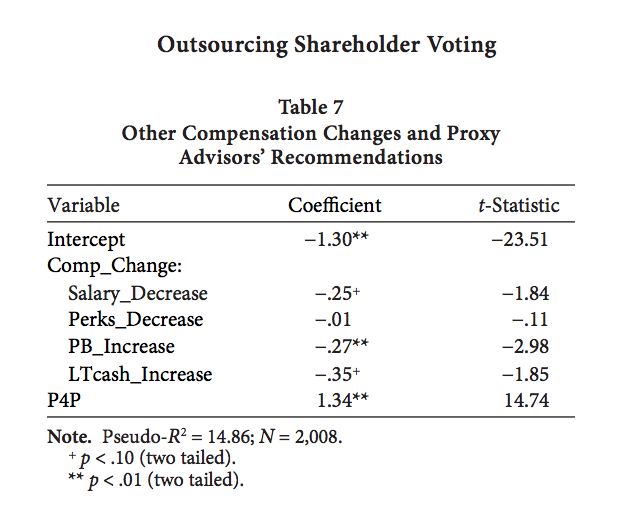 Outsourcing Shareholder Voting
Table 7
Other Compensation Changes and Proxy
Advisors' Recommendations
Variable Coefficient t-Statistic
Intercept −1.30** −23.51
Comp_Change:
Salary_Decrease −.25+ −1.84
Perks_Decrease −.01 −.11
PB_Increase −.27** −2.98
LTcash_Increase −.35+ −1.85
P4P 1.34** 14.74
Note. Pseudo-R² = 14.86; N = 2,008.
+ p < .10 (two tailed).
** p < .01 (two tailed).